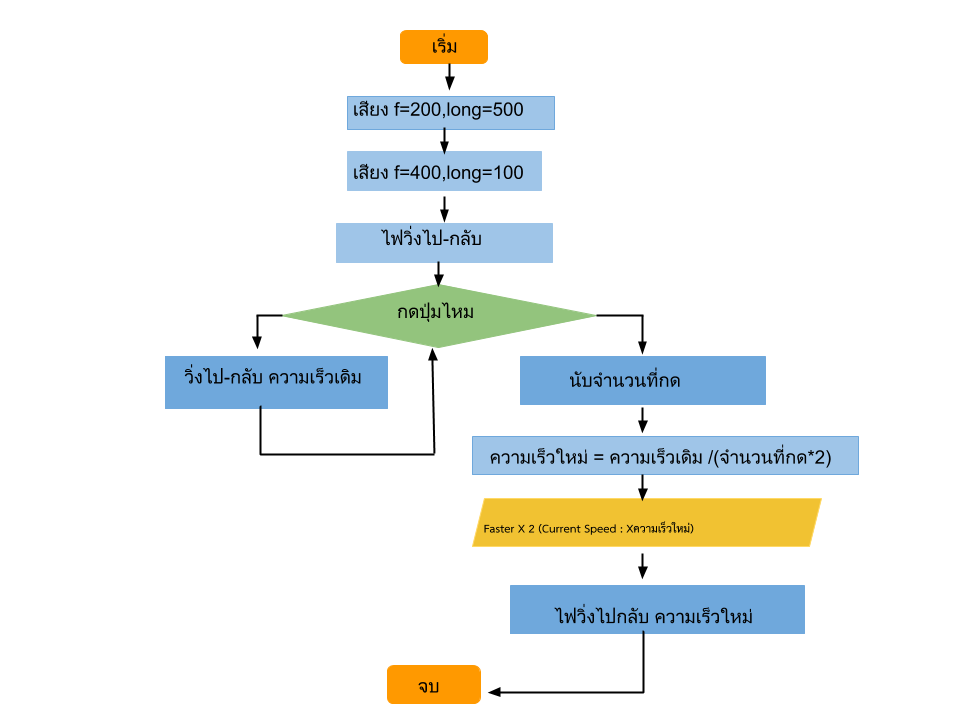 เริ่ม
เสียง f=200,long=500
เสียง f=400,long=100
ไฟวิ่งไป-กลับ
กดปุ่มไหม
วิ่งไป-กลับ ความเร็วเดิม
นับจำนวนที่กด
ความเร็วใหม่ = ความเร็วเดิม /(จำนวนที่กด*2)
Faster X 2 (Current Speed : Xความเร็วใหม่)
ไฟวิ่งไปกลับ ความเร็วใหม่
จบ